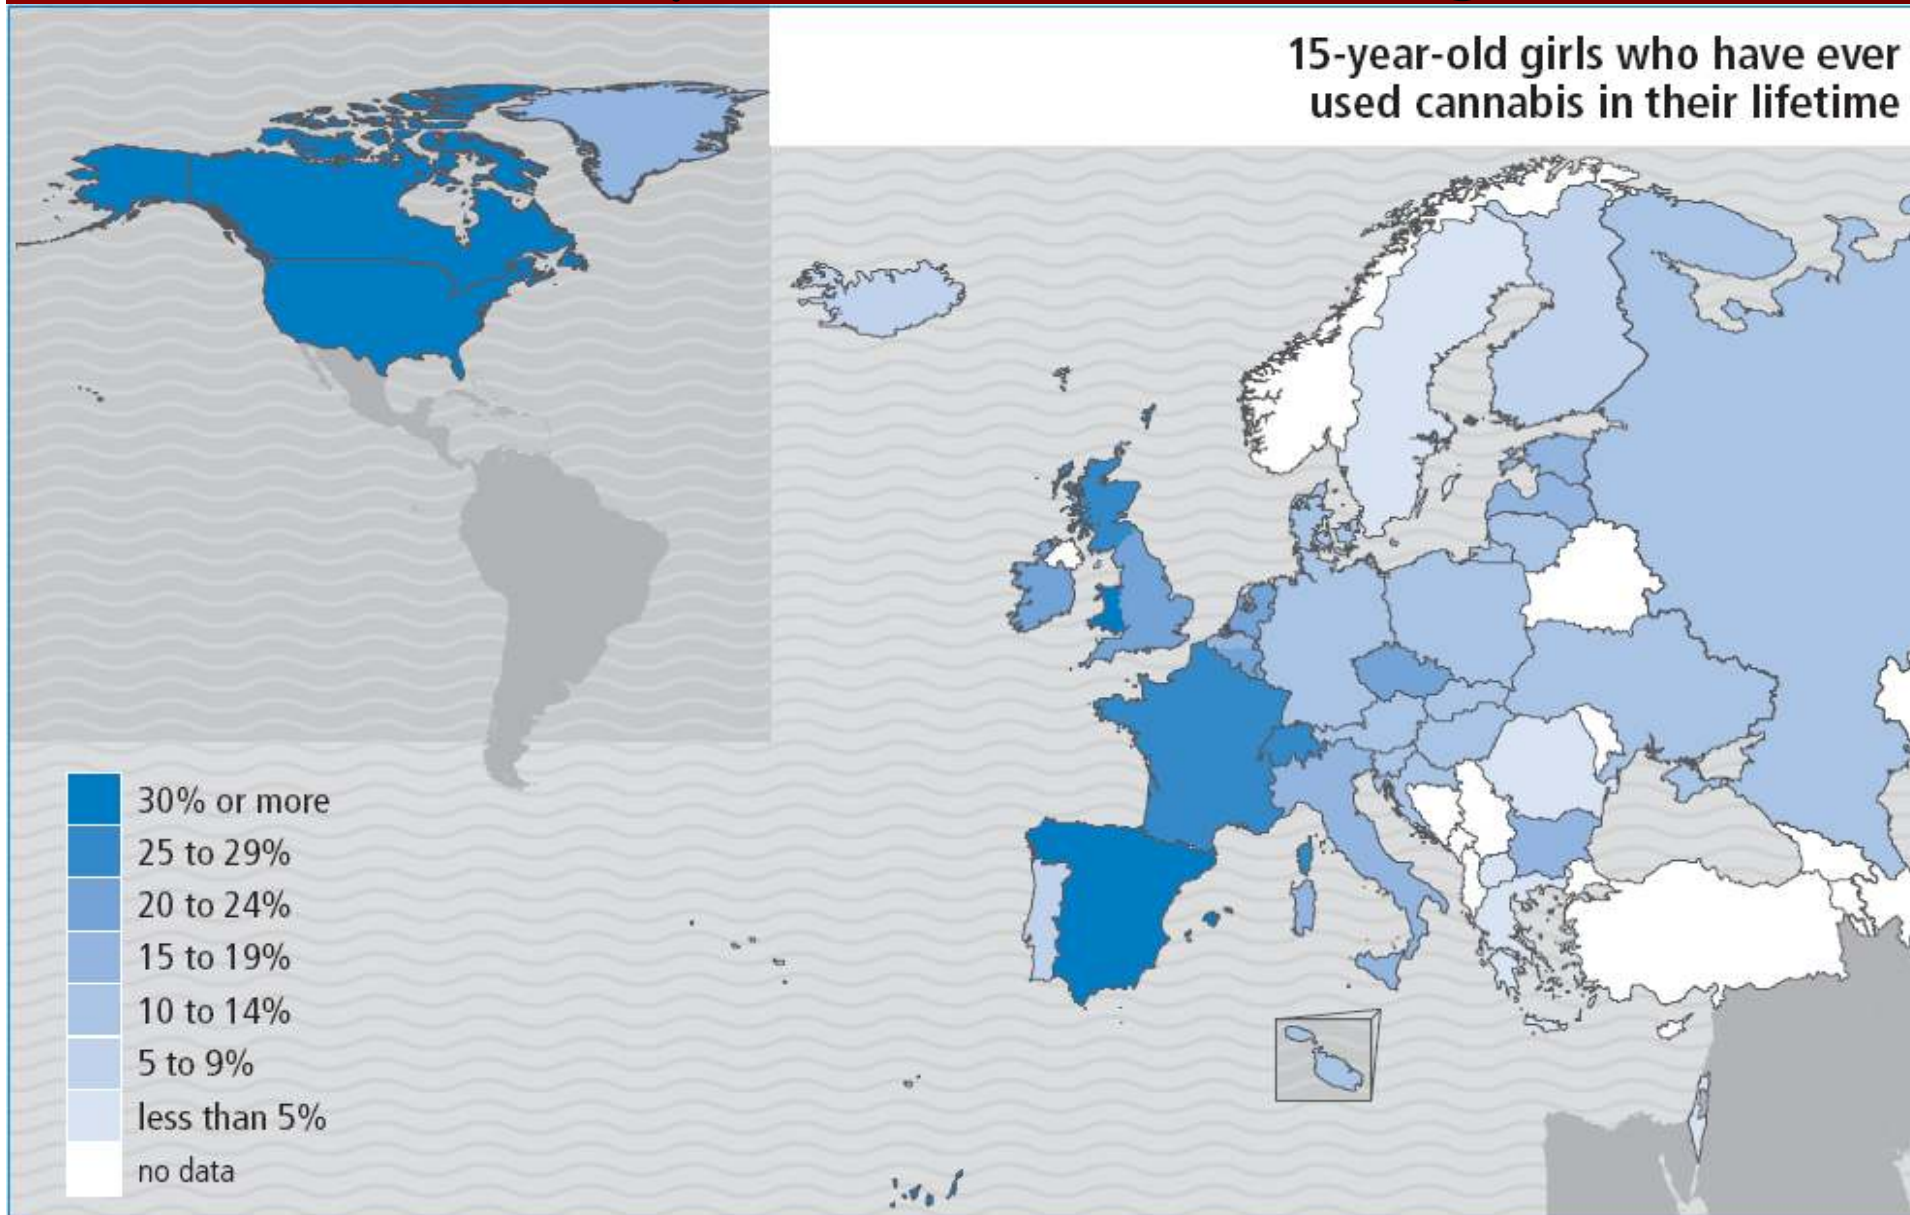 15-year-old girls who have ever
used cannabis in their lifetime
30% or more
25 to 29%
20 to 24%
15 to 19%
10 to 14%
5 to 9%
less than 5%
no data